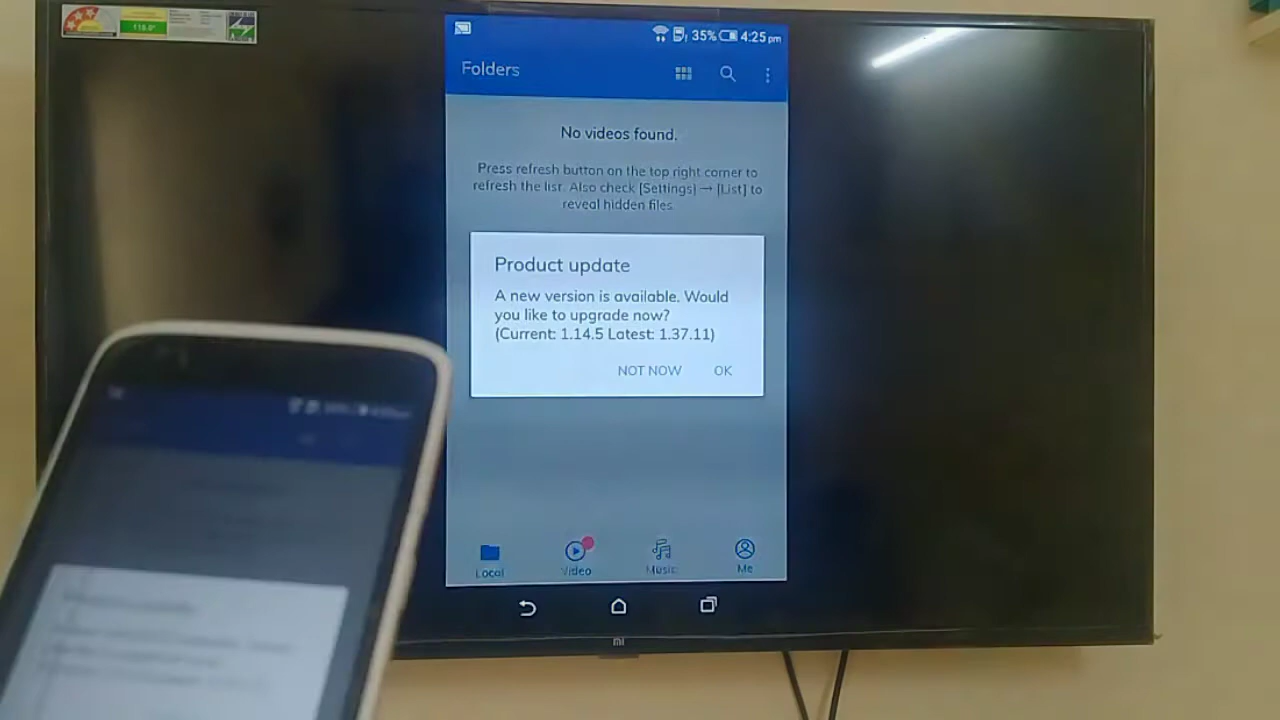 35% 4:25 pm
Folders
No videos found.
Press refresh button on the top right corner to
refresh the list. Also check [Settings] → [List] to
reveal hidden files.
Product update
A new version is available. Would
you like to upgrade now?
(Current: 1.14.5 Latest: 1.37.11)
NOT NOW OK
Local Video Music Me
mi